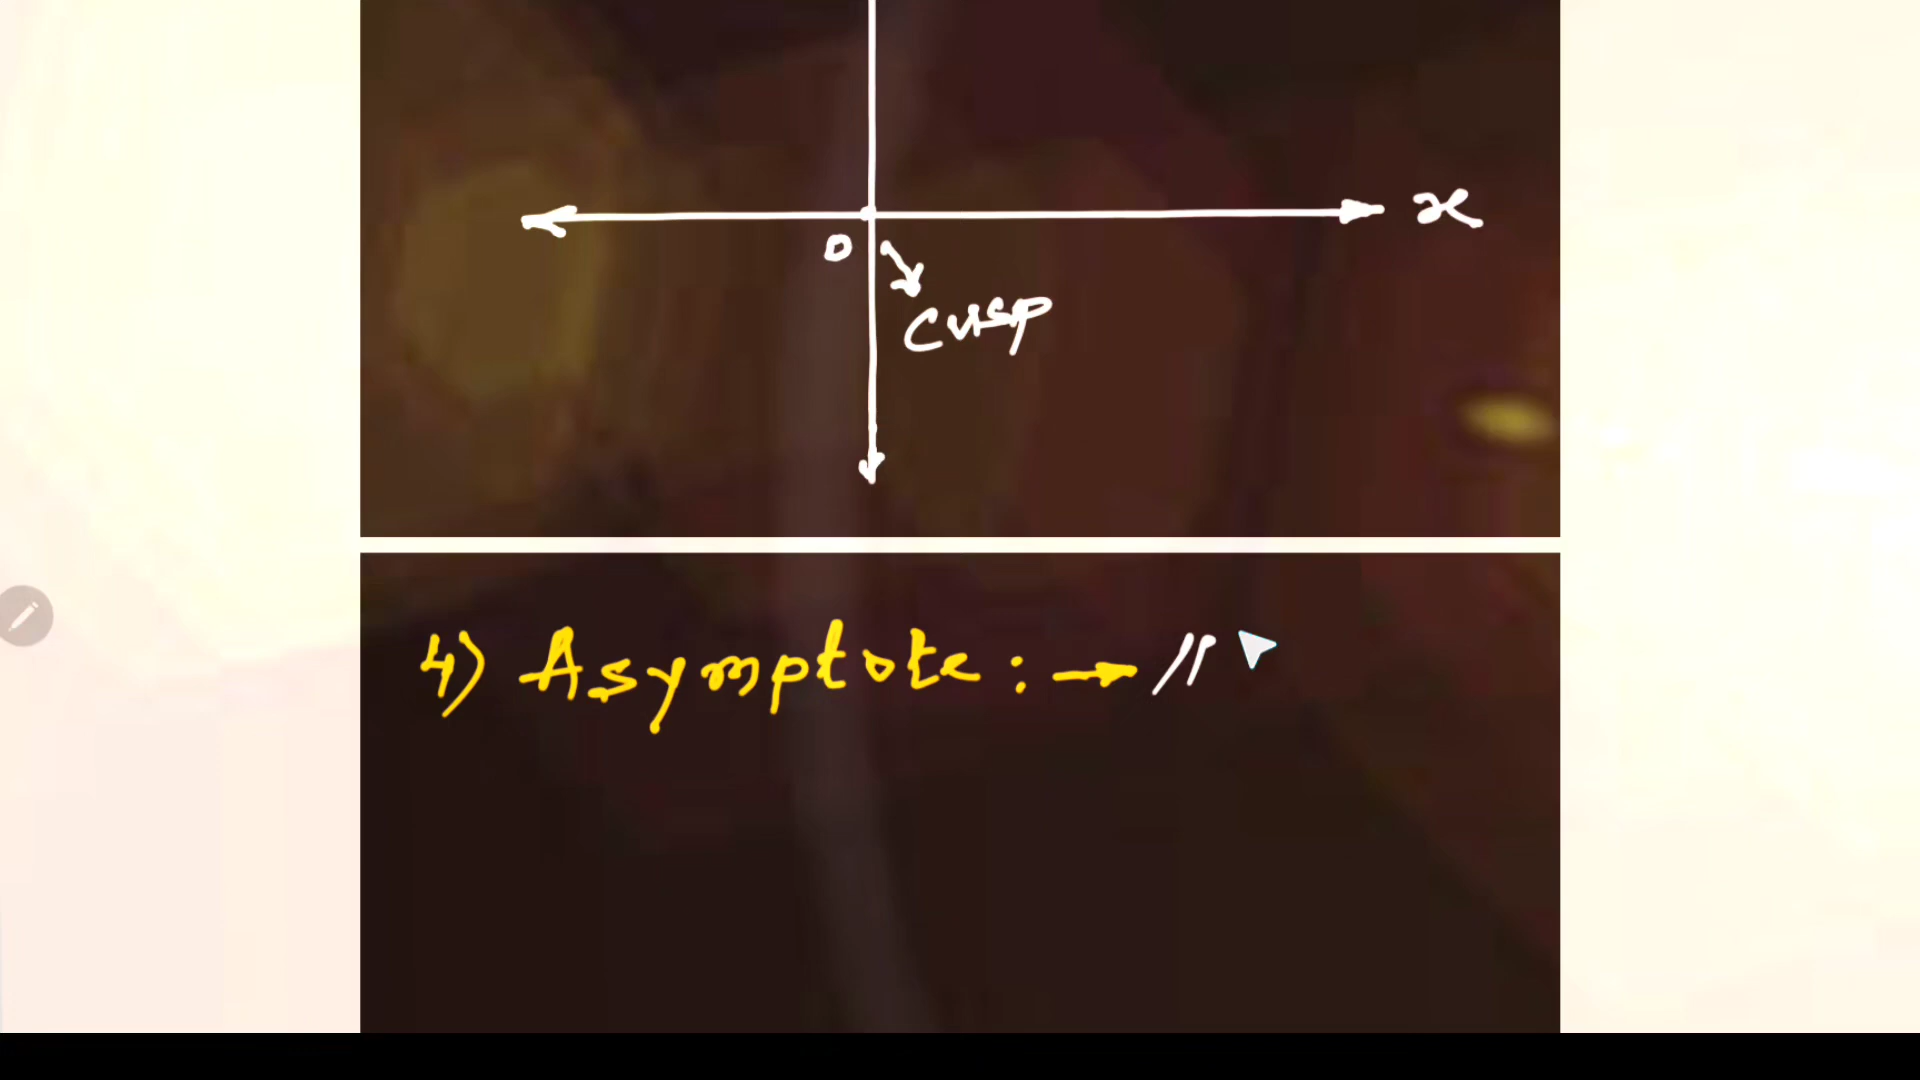 x
0
Cusp
4) Asymptote : → //